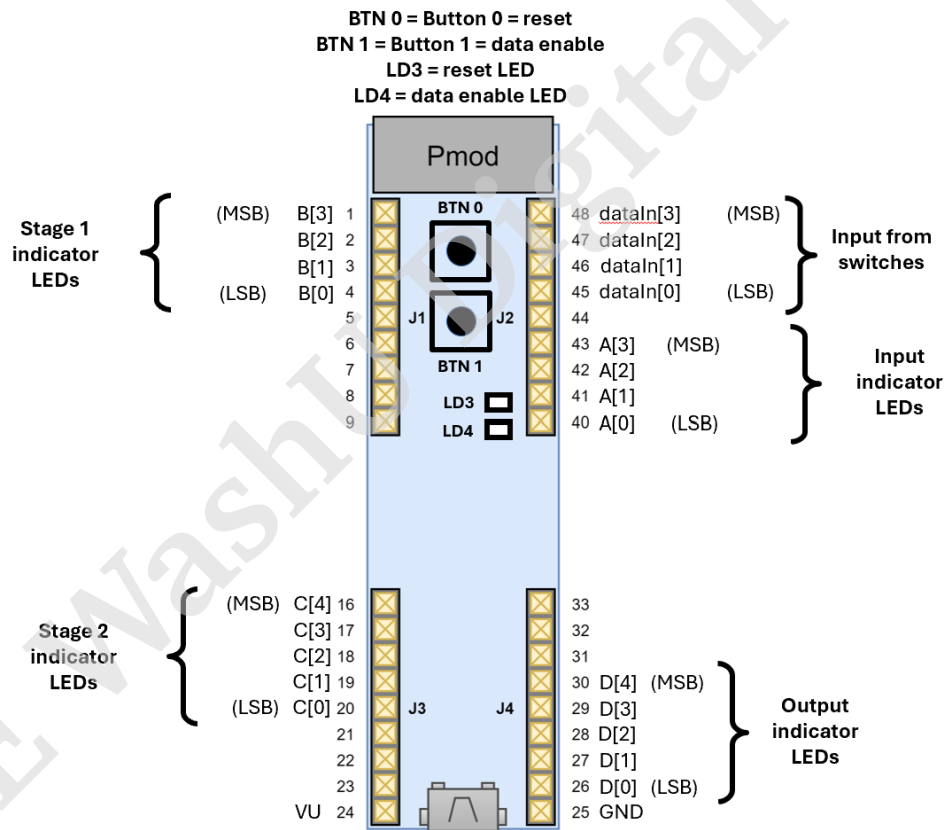 BTN 0 = Button 0 = reset
BTN 1 = Button 1 = data enable
LD3 = reset LED
LD4 = data enable LED
Pmod
BTN 0
(MSB) B[3] 1
B[2] 2
B[1] 3
(LSB) B[0] 4
5
6
7
8
9
Stage 1
indicator
LEDs
J1 J2
BTN 1
LD3
LD4
48 dataIn[3] (MSB)
47 dataIn[2]
46 dataIn[1]
45 dataIn[0] (LSB)
44
43 A[3] (MSB)
42 A[2]
41 A[1]
40 A[0] (LSB)
Input from
switches
Input
indicator
LEDs
(MSB) C[4] 16
C[3] 17
C[2] 18
C[1] 19
(LSB) C[0] 20
21
22
23
VU 24
Stage 2
indicator
LEDs
J3 J4
33
32
31
30 D[4] (MSB)
29 D[3]
28 D[2]
27 D[1]
26 D[0] (LSB)
25 GND
Output
indicator
LEDs
E WashU Digital